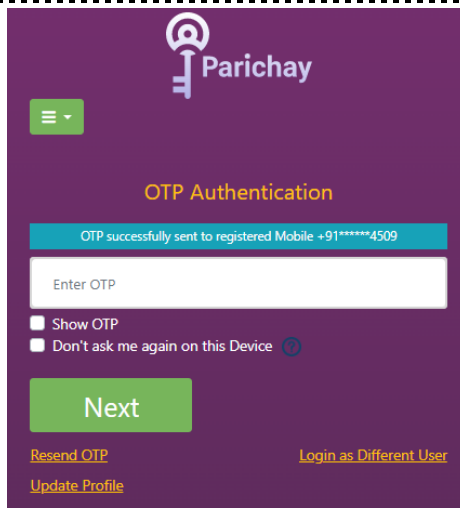 Parichay
OTP Authentication
OTP successfully sent to registered Mobile +91******4509
Enter OTP
Show OTP
Don't ask me again on this Device ?
Next
Resend OTP Login as Different User
Update Profile